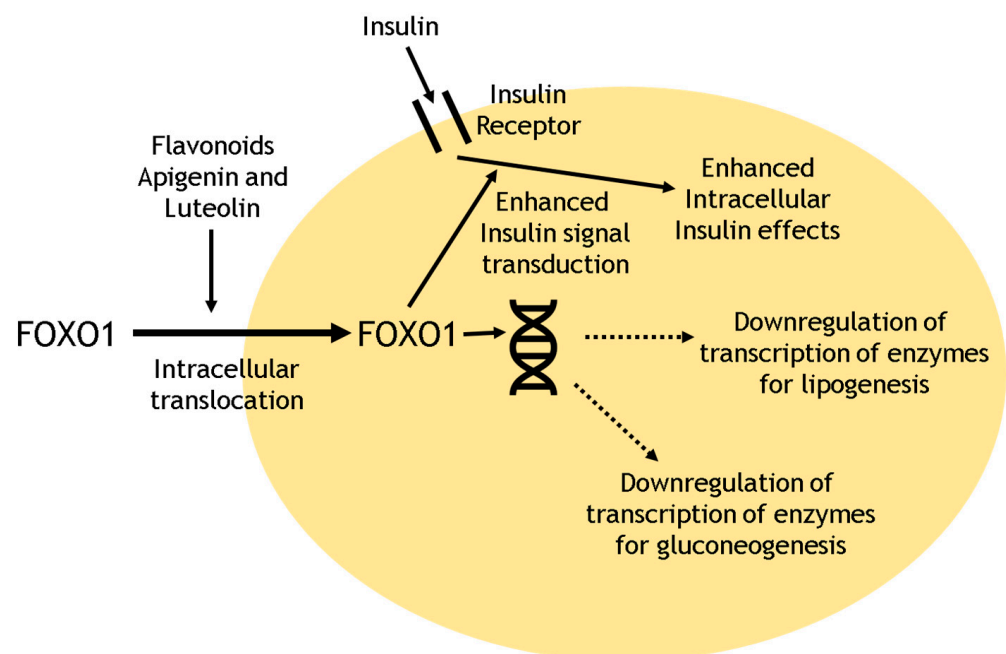 Insulin
Insulin
Receptor
Flavonoids
Apigenin and
Luteolin
Enhanced
Intracellular
Insulin effects
Enhanced
Insulin signal
transduction
FOXO1
Intracellular
translocation
FOXO1
Downregulation of
transcription of enzymes
for lipogenesis
Downregulation of
transcription of enzymes
for gluconeogenesis